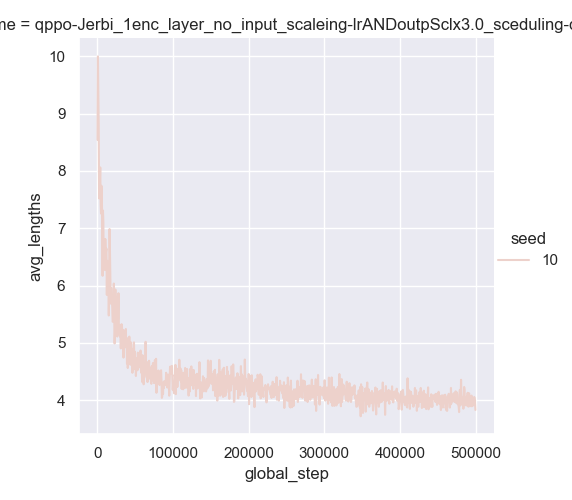 me = qppo-Jerbi_1enc_layer_no_input_scaleing-lrANDoutpSclx3.0_sceduling-c
10
9
8
7
6
5
4
avg_lengths
seed
10
0 100000 200000 300000 400000 500000
global_step